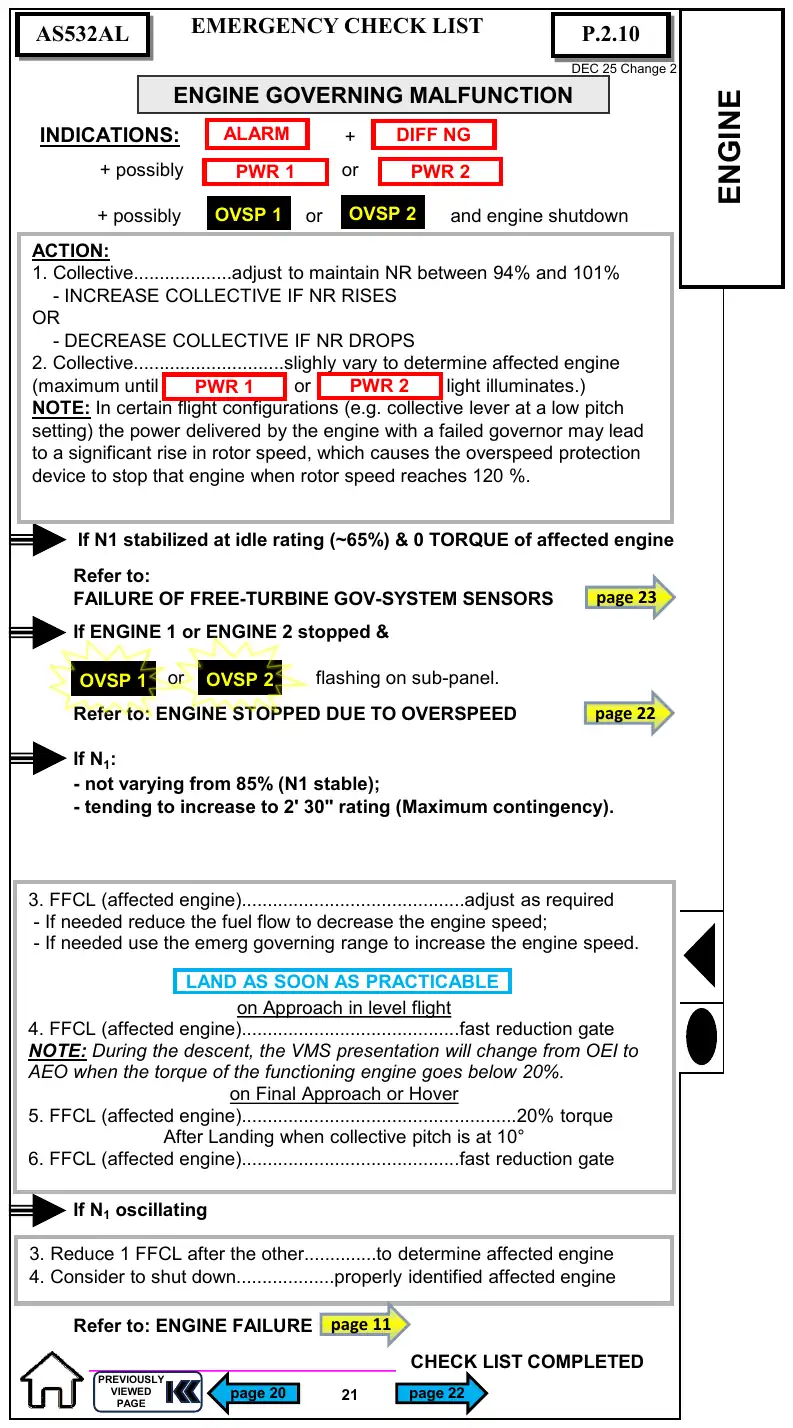 AS532AL
EMERGENCY CHECK LIST
P.2.10
DEC 25 Change 2
ENGINE
ENGINE GOVERNING MALFUNCTION
INDICATIONS: ALARM + DIFF NG
+ possibly PWR 1 or PWR 2
+ possibly OVSP 1 or OVSP 2 and engine shutdown
ACTION:
1. Collective...................adjust to maintain NR between 94% and 101%
- INCREASE COLLECTIVE IF NR RISES
OR
- DECREASE COLLECTIVE IF NR DROPS
2. Collective.............................slighly vary to determine affected engine
(maximum until PWR 1 or PWR 2 light illuminates.)
NOTE: In certain flight configurations (e.g. collective lever at a low pitch
setting) the power delivered by the engine with a failed governor may lead
to a significant rise in rotor speed, which causes the overspeed protection
device to stop that engine when rotor speed reaches 120 %.
If N1 stabilized at idle rating (~65%) & 0 TORQUE of affected engine
Refer to:
FAILURE OF FREE-TURBINE GOV-SYSTEM SENSORS page 23
If ENGINE 1 or ENGINE 2 stopped &
OVSP 1 or OVSP 2 flashing on sub-panel.
Refer to: ENGINE STOPPED DUE TO OVERSPEED page 22
If N1:
- not varying from 85% (N1 stable);
- tending to increase to 2' 30" rating (Maximum contingency).
3. FFCL (affected engine)...........................................adjust as required
- If needed reduce the fuel flow to decrease the engine speed;
- If needed use the emerg governing range to increase the engine speed.
LAND AS SOON AS PRACTICABLE
on Approach in level flight
4. FFCL (affected engine)..........................................fast reduction gate
NOTE: During the descent, the VMS presentation will change from OEI to
AEO when the torque of the functioning engine goes below 20%.
on Final Approach or Hover
5. FFCL (affected engine).....................................................20% torque
After Landing when collective pitch is at 10°
6. FFCL (affected engine)..........................................fast reduction gate
If N1 oscillating
3. Reduce 1 FFCL after the other..............to determine affected engine
4. Consider to shut down...................properly identified affected engine
Refer to: ENGINE FAILURE page 11
CHECK LIST COMPLETED
PREVIOUSLY
VIEWED
PAGE
page 20
21
page 22